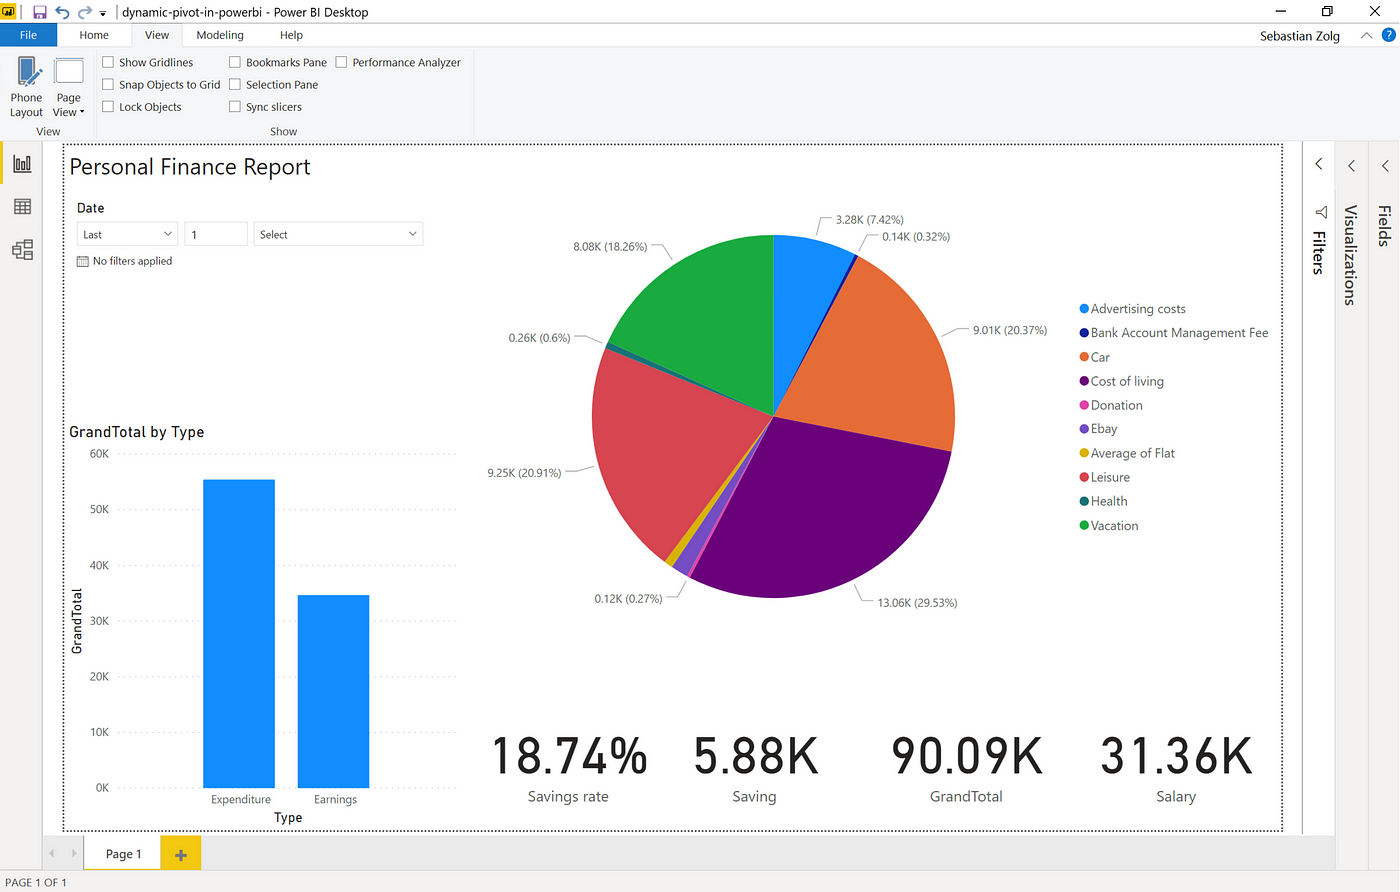 dynamic-pivot-in-powerbi - Power BI Desktop
File Home View Modeling Help
Sebastian Zolg
?
Show Gridlines Bookmarks Pane Performance Analyzer
Snap Objects to Grid Selection Pane
Lock Objects Sync slicers
Phone Layout
Page View
View Show
Personal Finance Report
Date
Last 1 Select
No filters applied
3.28K (7.42%)
0.14K (0.32%)
8.08K (18.26%)
9.01K (20.37%)
0.26K (0.6%)
9.25K (20.91%)
0.12K (0.27%)
13.06K (29.53%)
Advertising costs
Bank Account Management Fee
Car
Cost of living
Donation
Ebay
Average of Flat
Leisure
Health
Vacation
Filters
Visualizations
Fields
GrandTotal by Type
60K
50K
40K
30K
20K
10K
0K
GrandTotal
Expenditure Earnings
Type
18.74% 5.88K 90.09K 31.36K
Savings rate Saving GrandTotal Salary
Page 1 +
PAGE 1 OF 1